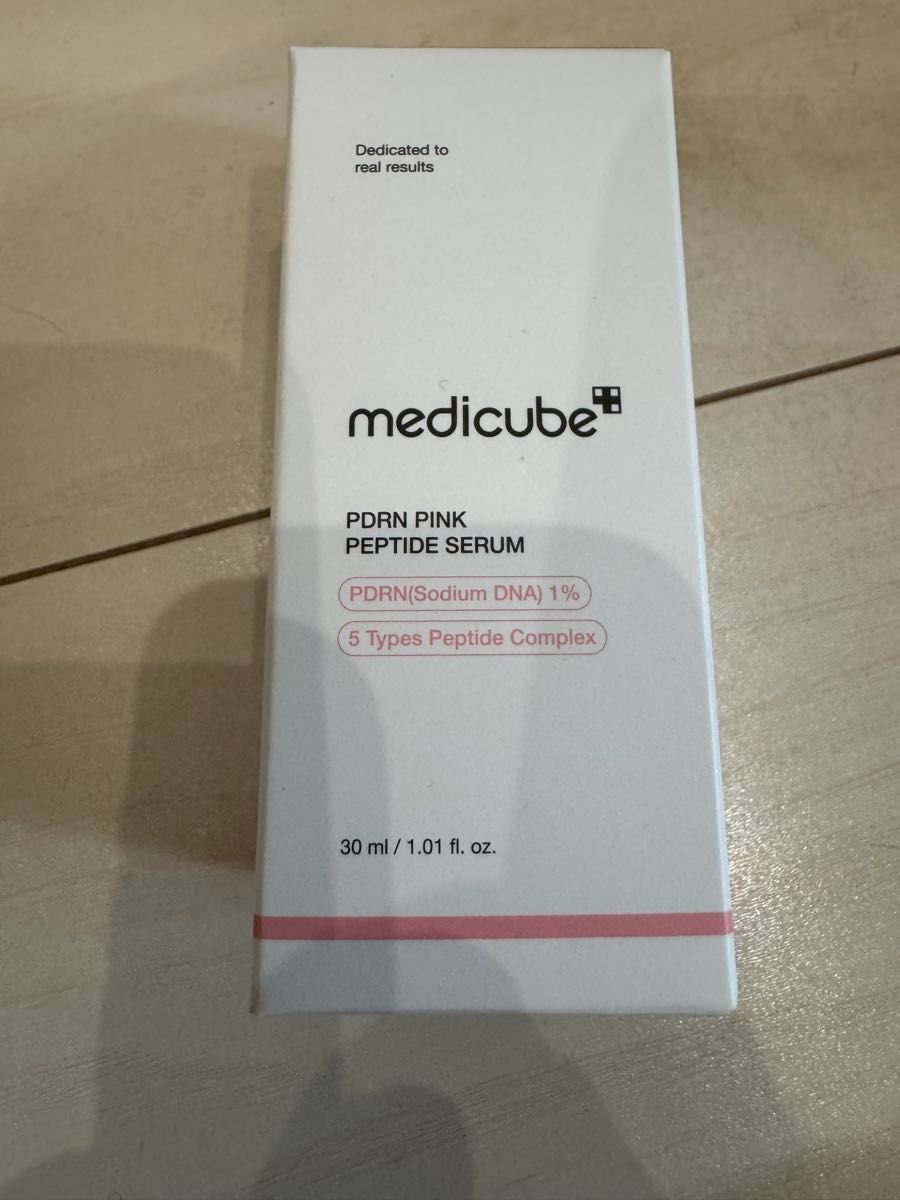 Dedicated to
real results
medicube
PDRN PINK
PEPTIDE SERUM
PDRN(Sodium DNA) 1%
5 Types Peptide Complex
30 ml / 1.01 fl. oz.